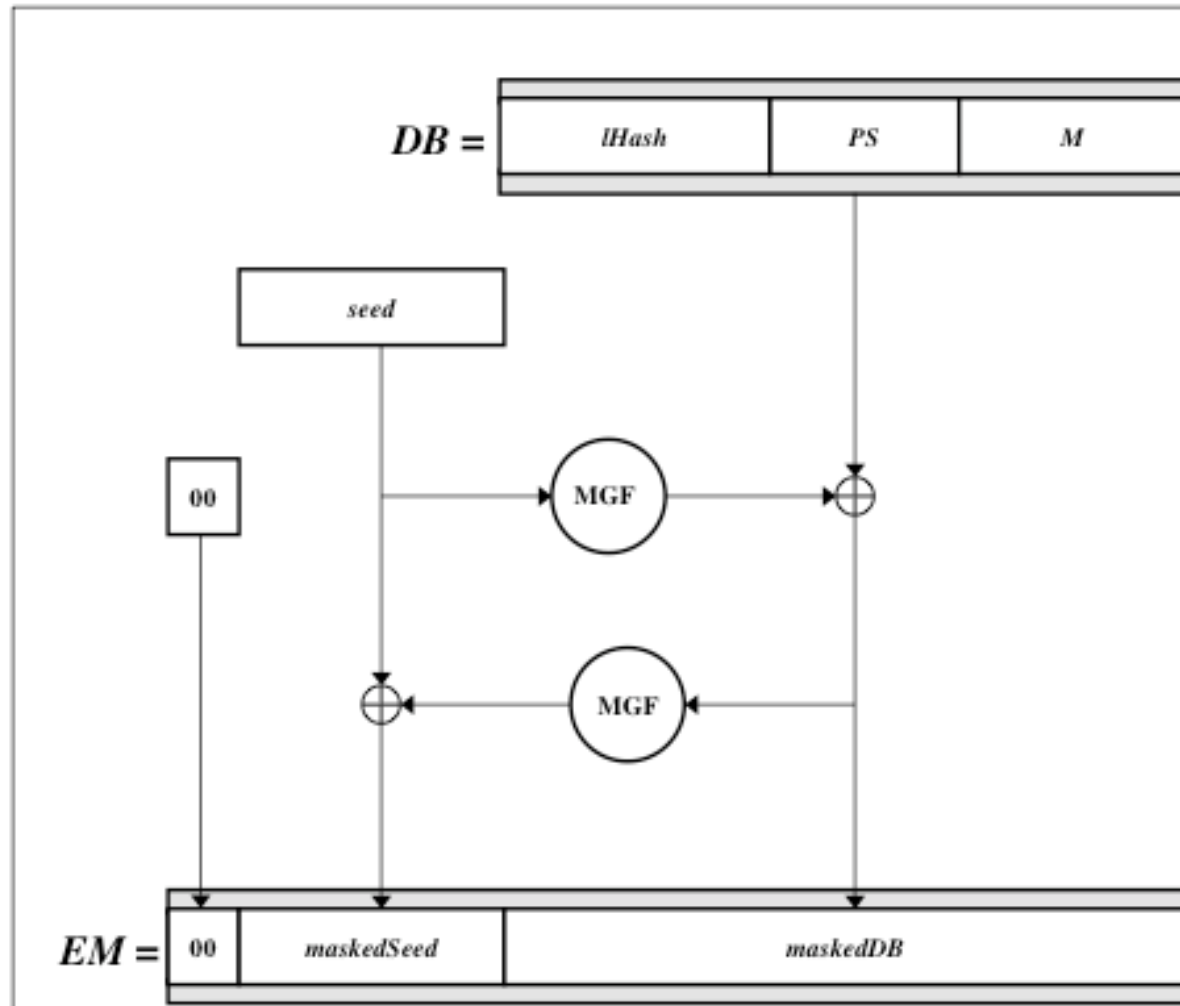 DB = lHash PS M
seed
MGF
00
MGF
EM = 00 maskedSeed maskedDB